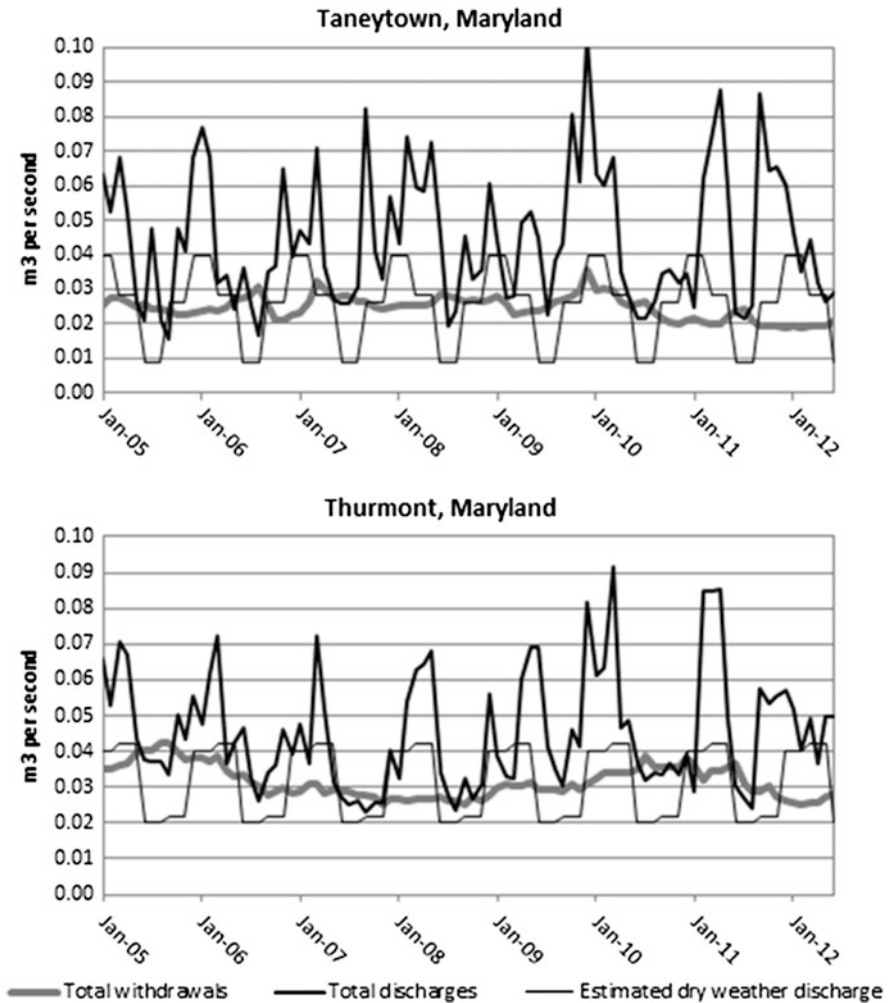 Taneytown, Maryland
m3 per second
0.10
0.09
0.08
0.07
0.06
0.05
0.04
0.03
0.02
0.01
0.00
Jan-05
Jan-06
Jan-07
Jan-08
Jan-09
Jan-10
Jan-11
Jan-12
Thurmont, Maryland
m3 per second
0.10
0.09
0.08
0.07
0.06
0.05
0.04
0.03
0.02
0.01
0.00
Jan-05
Jan-06
Jan-07
Jan-08
Jan-09
Jan-10
Jan-11
Jan-12
Total withdrawals
Total discharges
Estimated dry weather discharge